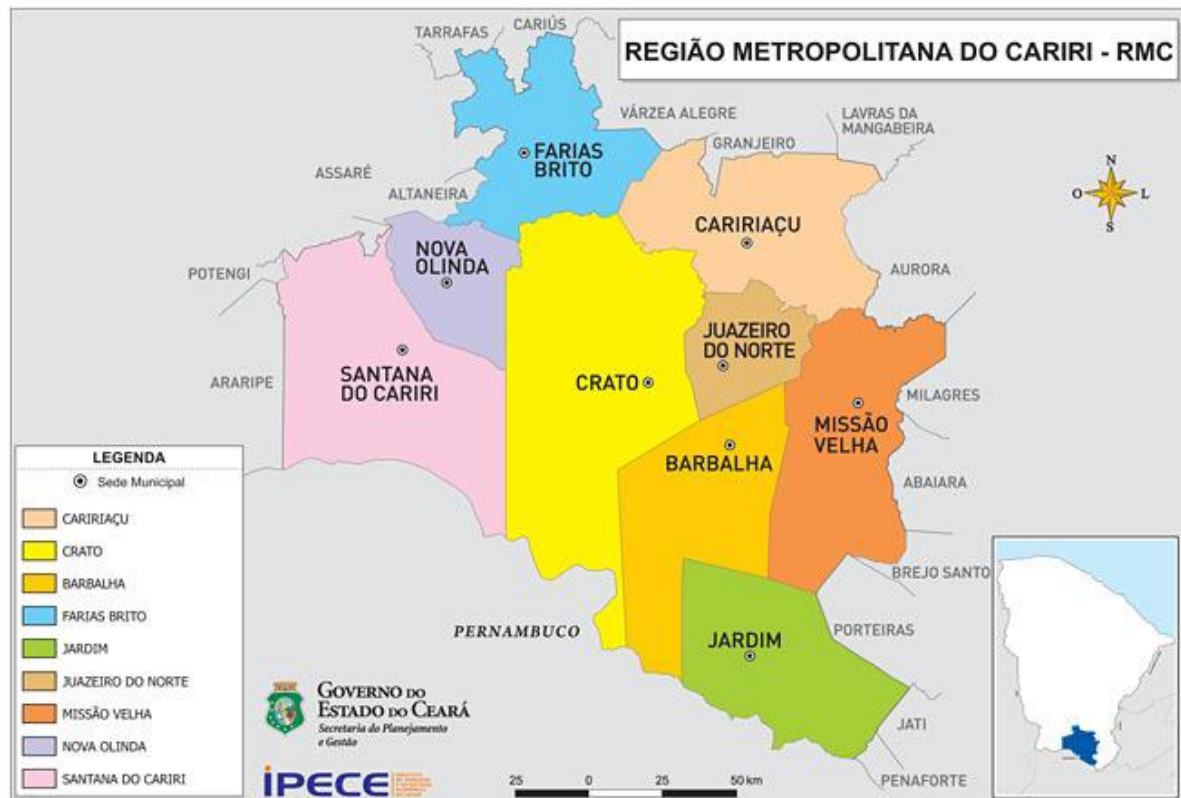 REGIÃO METROPOLITANA DO CARIRI - RMC
TARRAFAS
CARIÚS
VÁRZEA ALEGRE
LAVRAS DA
MANGABEIRA
GRANJEIRO
FARIAS
BRITO
ASSARÉ
ALTANEIRA
N
O
L
S
CARIRIAÇU
NOVA
OLINDA
POTENGI
AURORA
JUAZEIRO
DO NORTE
SANTANA
DO CARIRI
CRATO
ARARIPE
MILAGRES
MISSÃO
VELHA
BARBALHA
ABAIARA
BREJO SANTO
PERNAMBUCO
JARDIM
PORTEIRAS
JATI
PENAFORTE
LEGENDA
Sede Municipal
CARIRIAÇU
CRATO
BARBALHA
FARIAS BRITO
JARDIM
JUAZEIRO DO NORTE
MISSÃO VELHA
NOVA OLINDA
SANTANA DO CARIRI
GOVERNO DO
ESTADO DO CEARÁ
Secretaria do Planejamento
e Gestão
iPECE
25 0 25 50 km